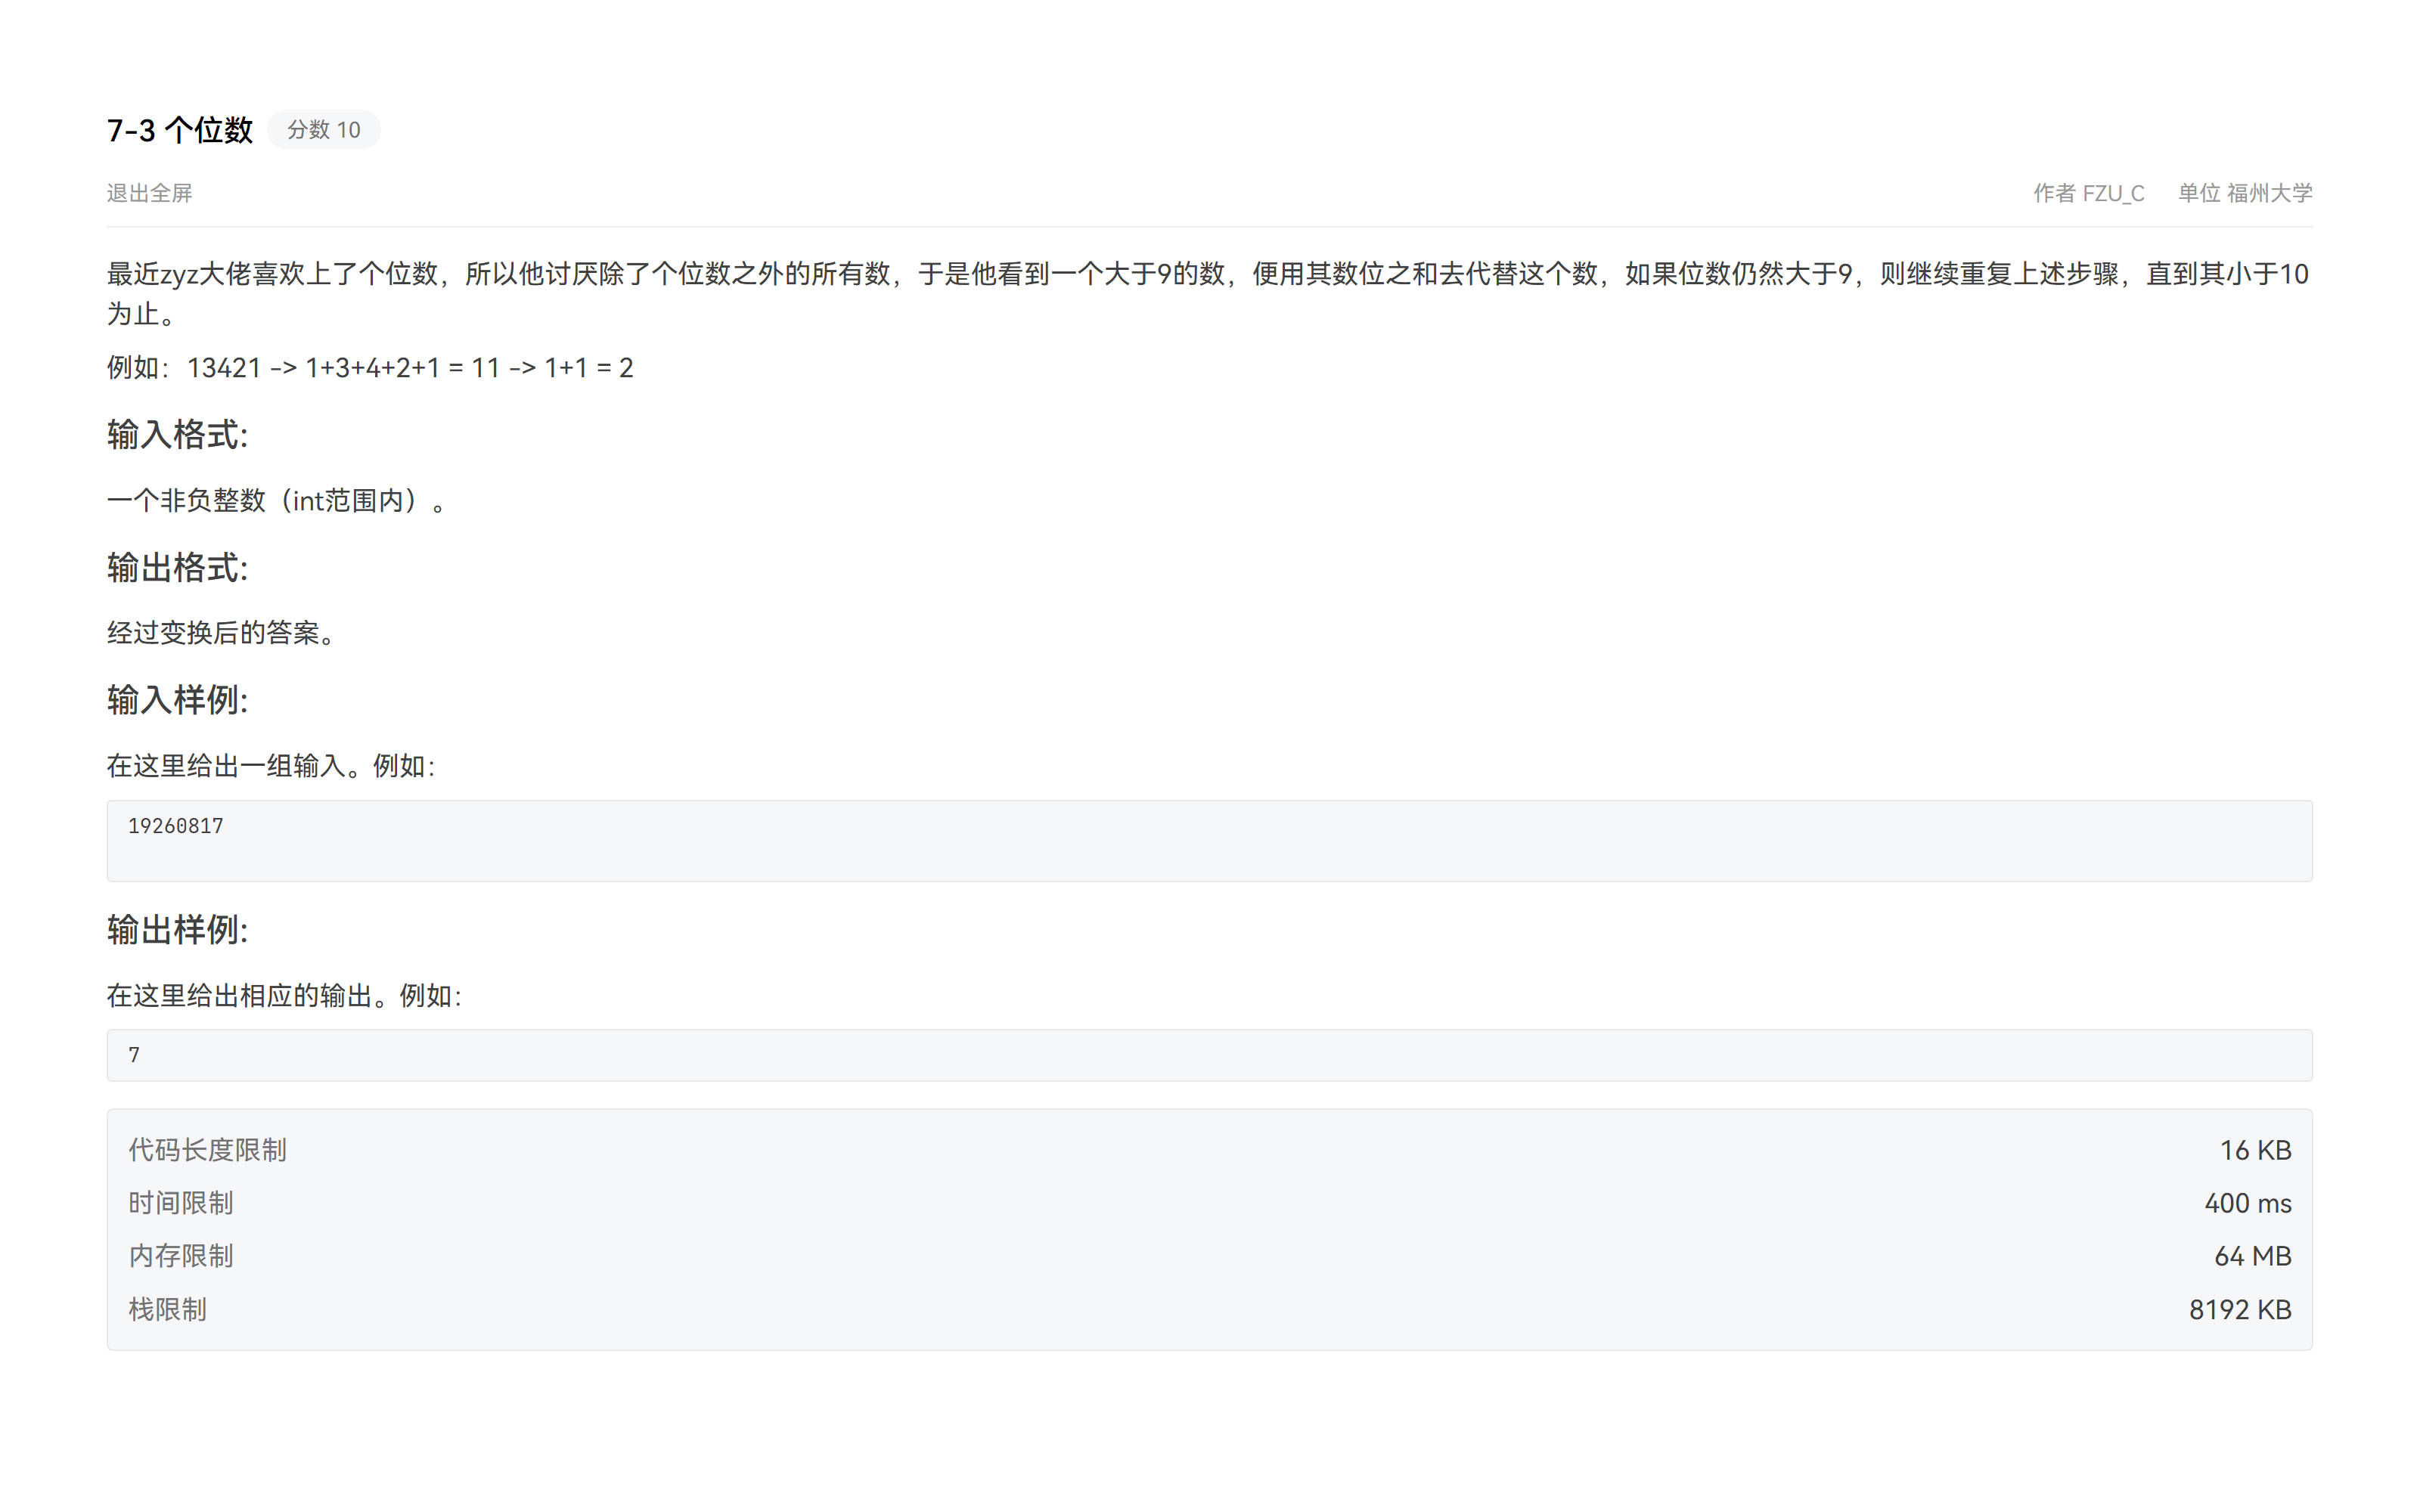 7-3 个位数 分数 10
退出全屏 作者 FZU_C 单位 福州大学
最近zyz大佬喜欢上了个位数，所以他讨厌除了个位数之外的所有数，于是他看到一个大于9的数，便用其数位之和去代替这个数，如果位数仍然大于9，则继续重复上述步骤，直到其小于10
为止。
例如：13421 -> 1+3+4+2+1 = 11 -> 1+1 = 2
输入格式:
一个非负整数（int范围内）。
输出格式:
经过变换后的答案。
输入样例:
在这里给出一组输入。例如：
19260817
输出样例:
在这里给出相应的输出。例如：
7
代码长度限制 16 KB
时间限制 400 ms
内存限制 64 MB
栈限制 8192 KB